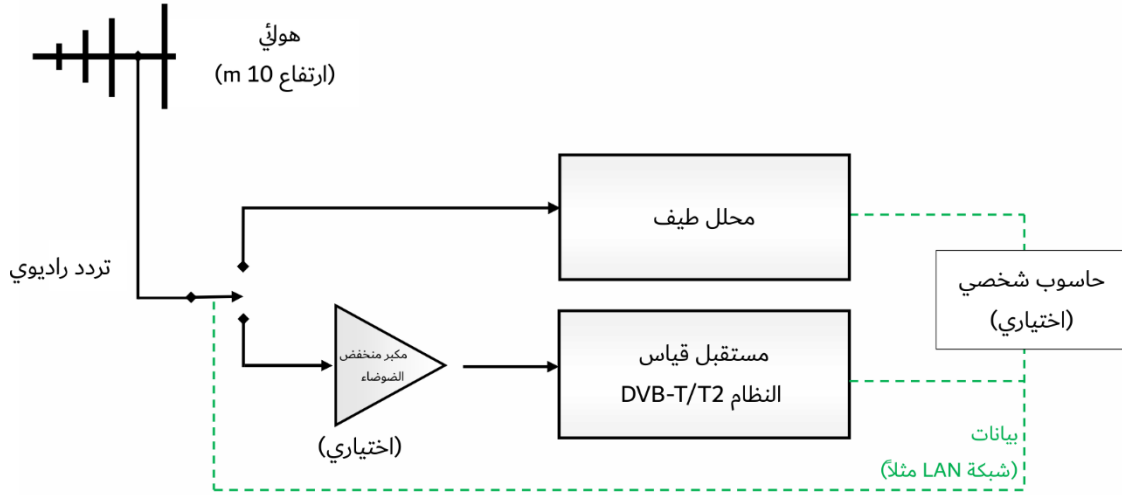 هوائي
(ارتفاع 10 m)
محلل طيف
تردد راديوي
حاسوب شخصي
(اختياري)
مكبر منخفض
الضوضاء
(اختياري)
مستقبل قياس
النظام DVB-T/T2
بيانات
(شبكة LAN مثلاً)